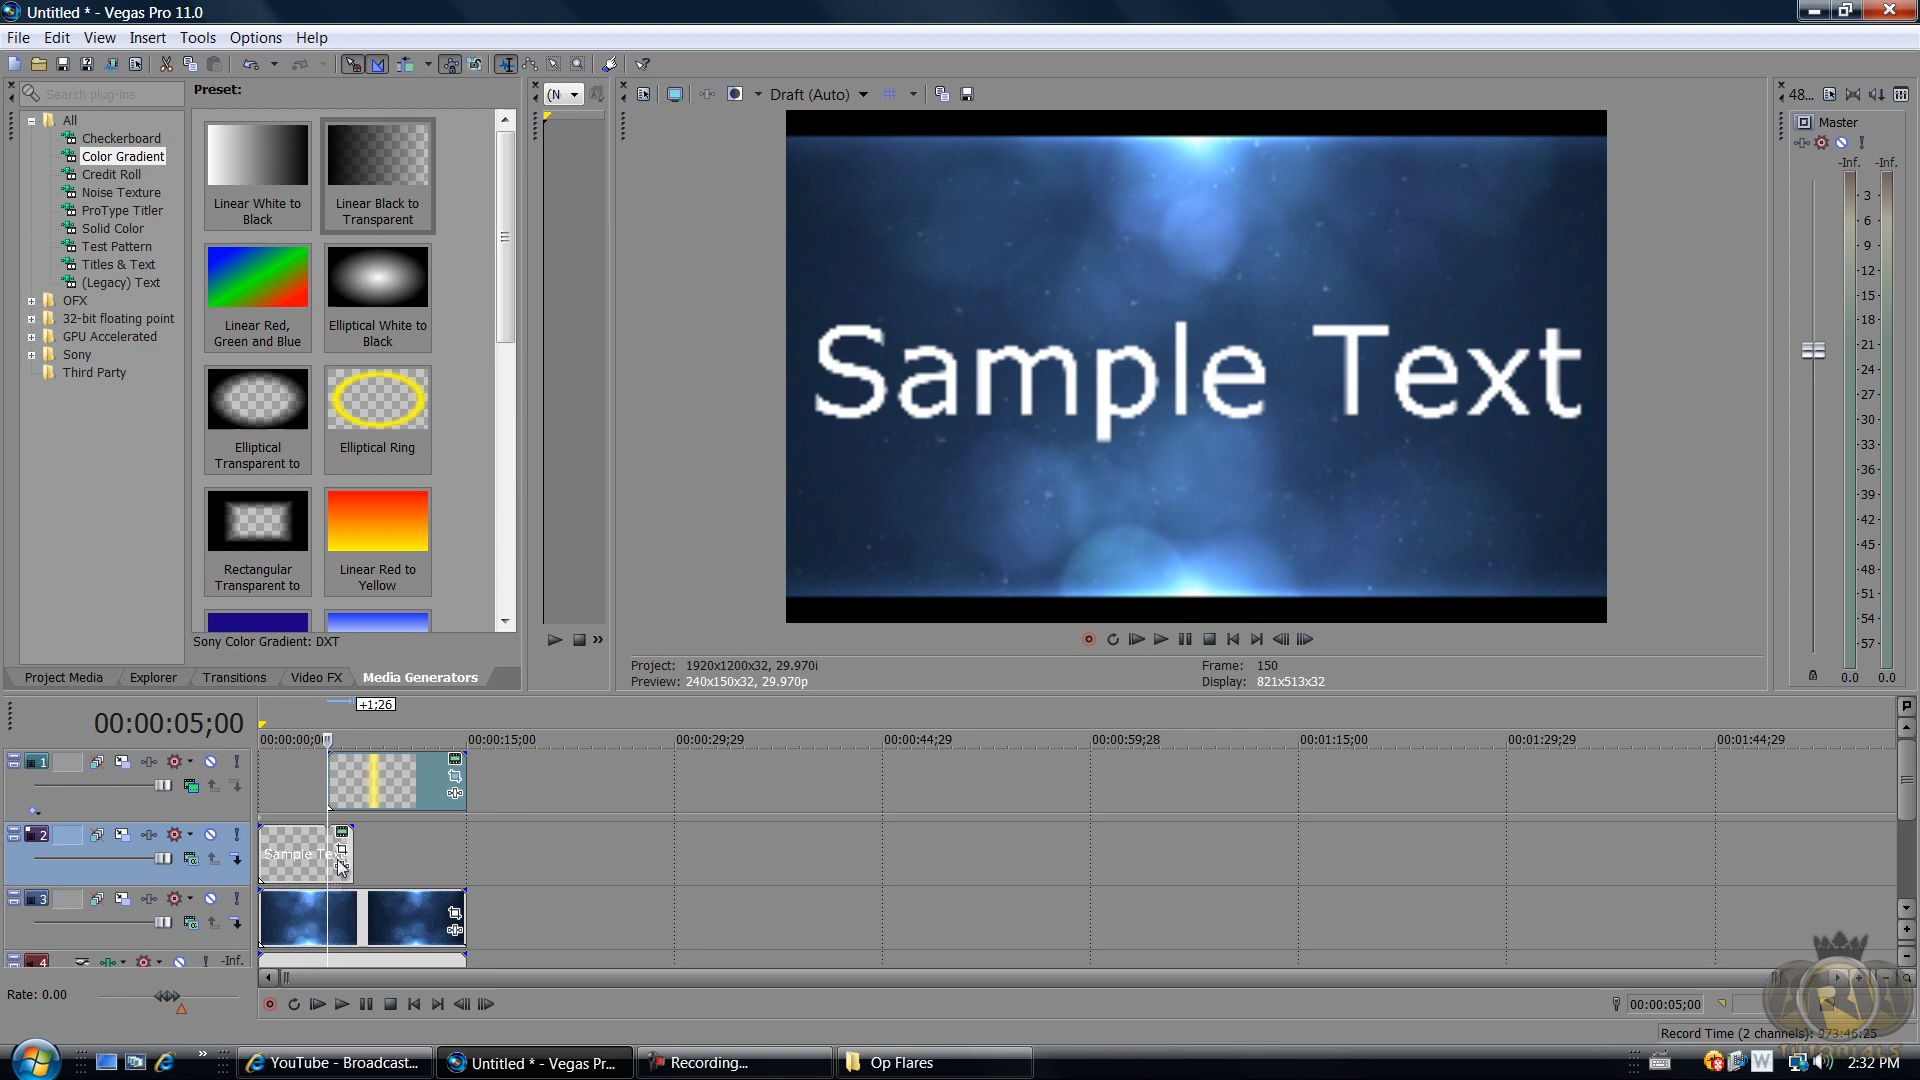 Untitled * - Vegas Pro 11.0
File Edit View Insert Tools Options Help
Search plug-ins
Preset:
All
Checkerboard
Color Gradient
Credit Roll
Noise Texture
ProType Titler
Solid Color
Test Pattern
Titles & Text
(Legacy) Text
OFX
32-bit floating point
GPU Accelerated
Sony
Third Party
Linear White to Black
Linear Black to Transparent
Linear Red, Green and Blue
Elliptical White to Black
Elliptical Transparent to
Elliptical Ring
Rectangular Transparent to
Linear Red to Yellow
Sony Color Gradient: DXT
Project Media Explorer Transitions Video FX Media Generators
(N
Draft (Auto)
Sample Text
Project: 1920x1200x32, 29.970i
Preview: 240x150x32, 29.970p
Frame: 150
Display: 821x513x32
48...
Master
-Inf. -Inf.
3
6
9
-12-
-15-
-18-
-21-
-24-
-27-
-30-
-33-
-36-
-39-
-42-
-45-
-48-
-51-
-54-
-57-
0.0 0.0
00:00:05;00
+1;26
00:00:00;0 00:00:15;00 00:00:29;29 00:00:44;29 00:00:59;28 00:01:15;00 00:01:29;29 00:01:44;29
1
2
Sample Text
3
4
-Inf.
Rate: 0.00
00:00:05;00
Record Time (2 channels): 973:46:25
TUTORIALS
YouTube - Broadcast... Untitled * - Vegas Pr... Recording... Op Flares
2:32 PM